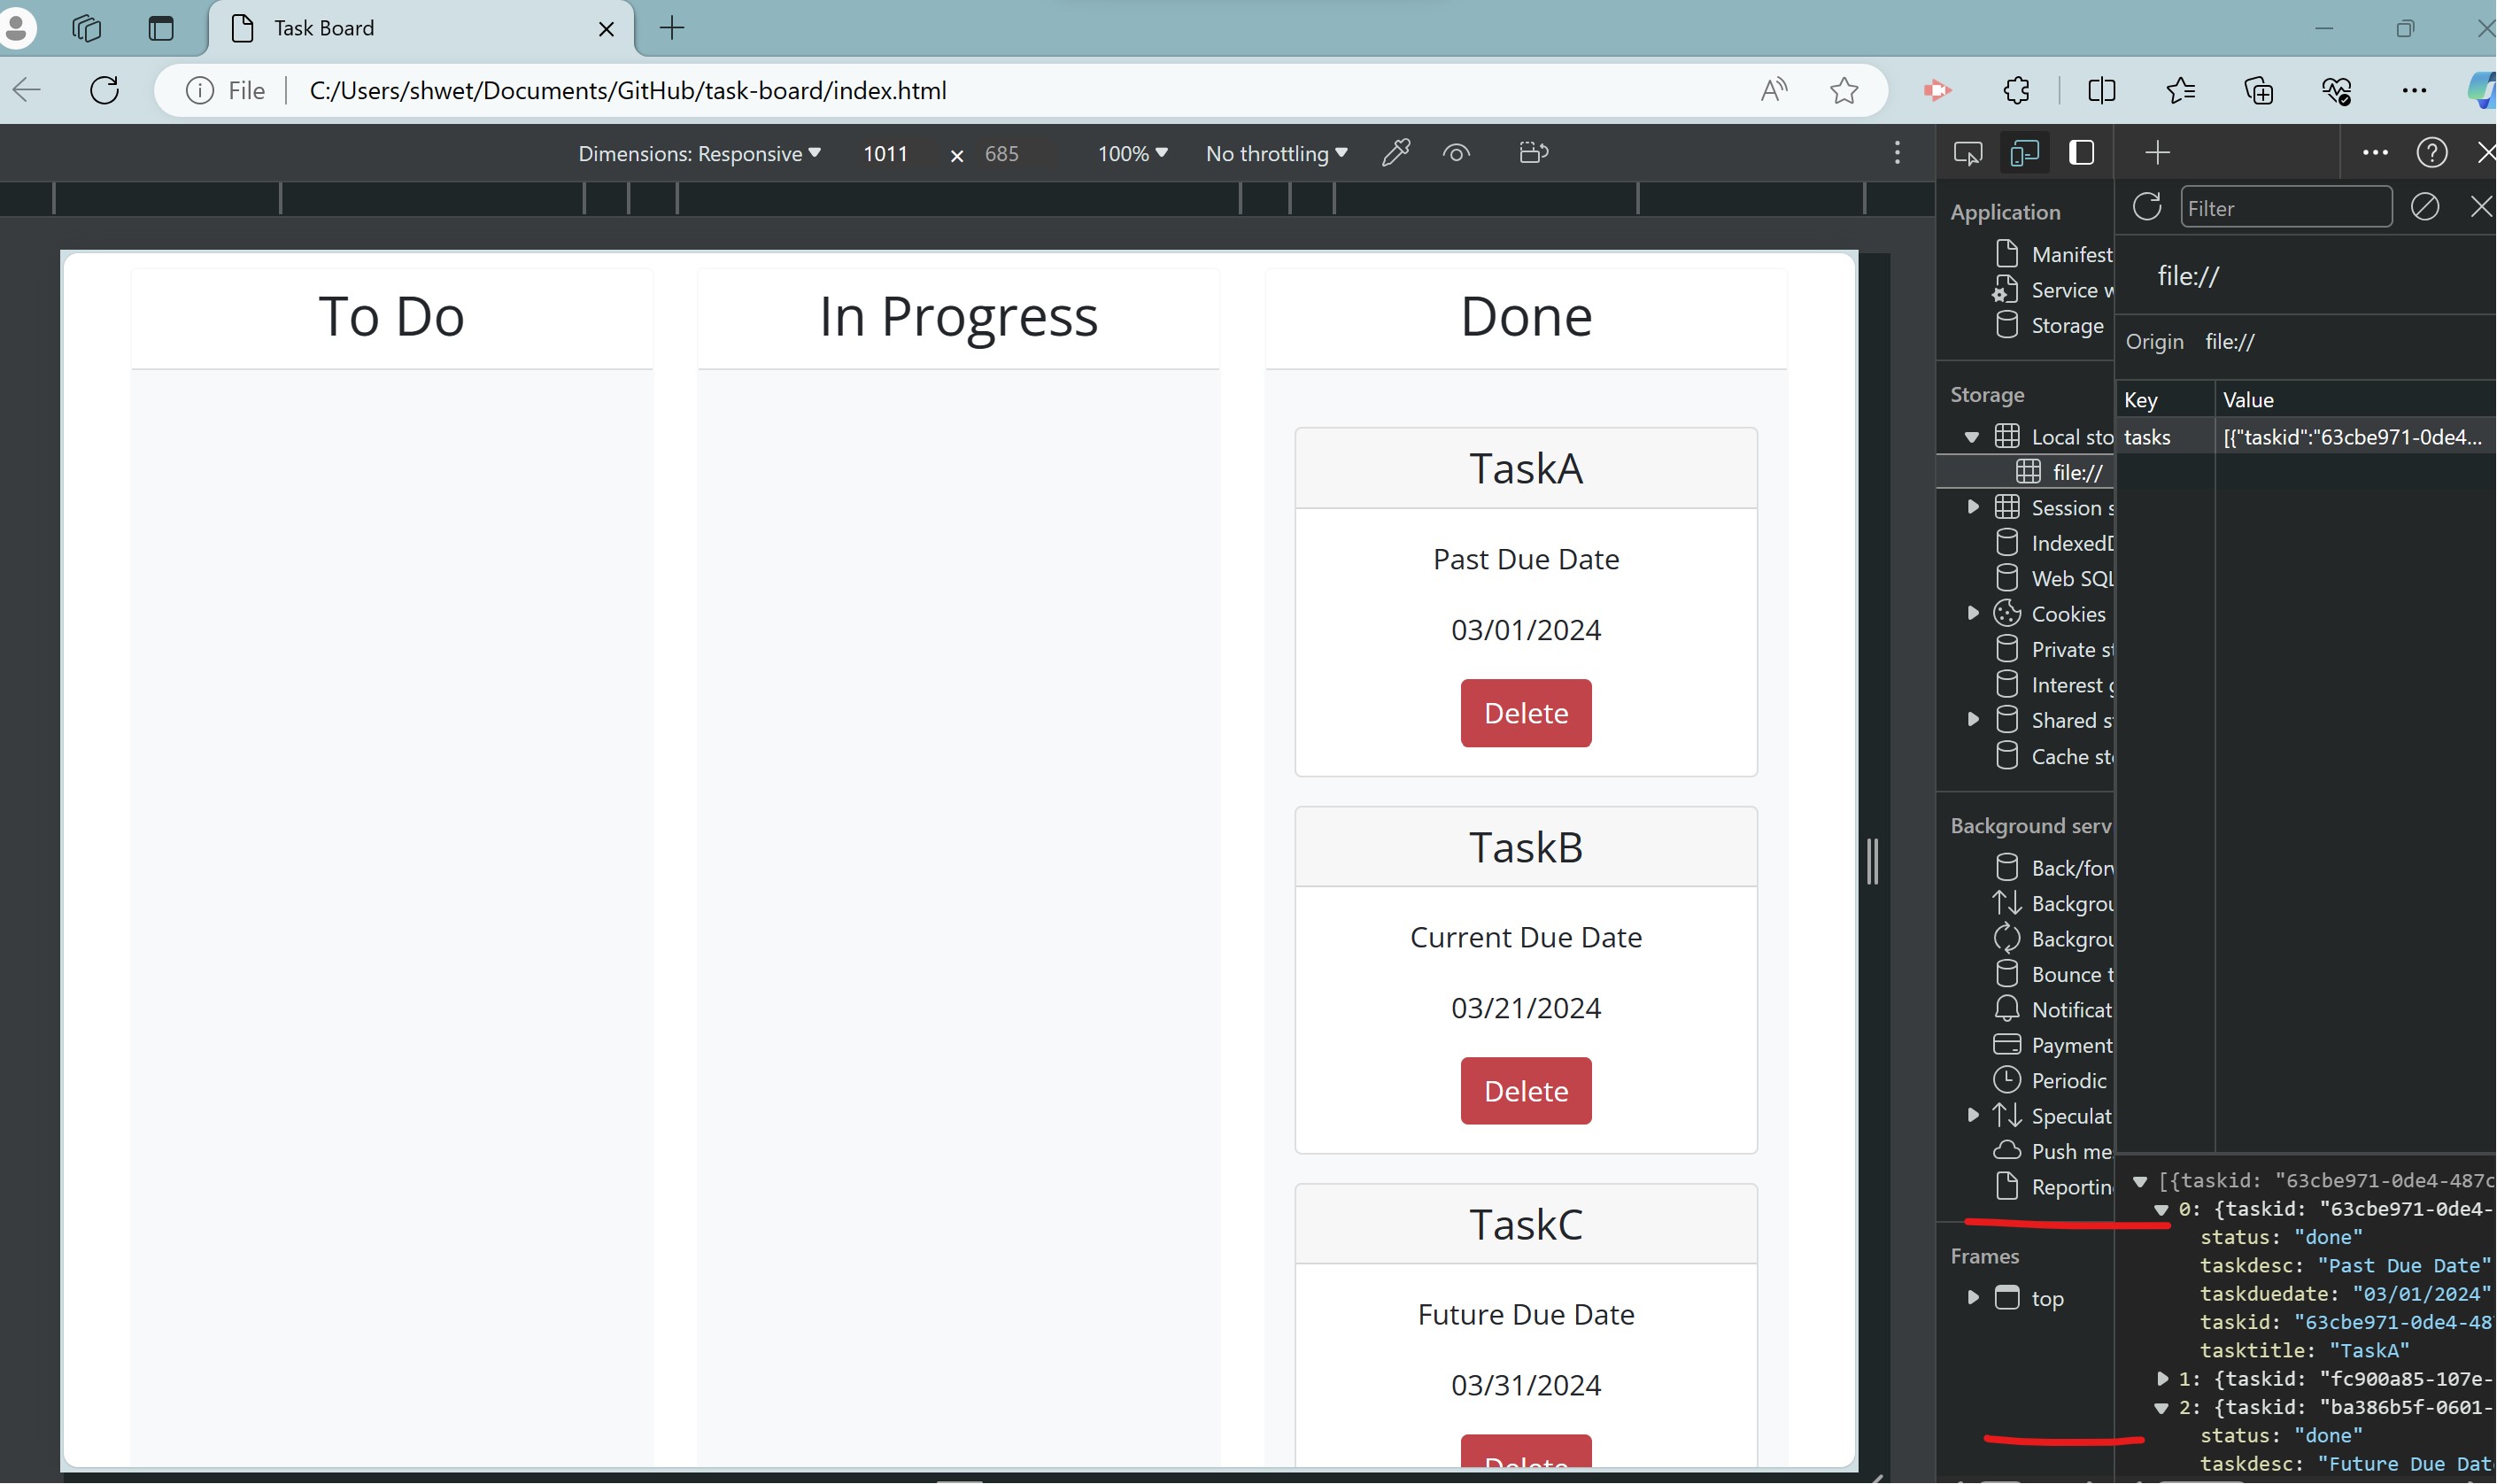 Task Board
File
C:/Users/shwet/Documents/GitHub/task-board/index.html
Dimensions: Responsive
1011
×
685
100%
No throttling
To Do
In Progress
Done
TaskA
Past Due Date
03/01/2024
Delete
TaskB
Current Due Date
03/21/2024
Delete
TaskC
Future Due Date
03/31/2024
Delete
Application
Manifest
Service w
Storage
Storage
Local sto
file://
Session s
IndexedD
Web SQL
Cookies
Private st
Interest g
Shared s
Cache sto
Background serv
Back/forw
Backgrou
Backgrou
Bounce t
Notificat
Payment
Periodic
Speculat
Push me
Reportin
Frames
top
Filter
file://
Origin file://
Key Value
tasks [{"taskid":"63cbe971-0de4...
[{taskid: "63cbe971-0de4-487c
0: {taskid: "63cbe971-0de4-
status: "done"
taskdesc: "Past Due Date"
taskduedate: "03/01/2024"
taskid: "63cbe971-0de4-48
tasktitle: "TaskA"
1: {taskid: "fc900a85-107e-
2: {taskid: "ba386b5f-0601-
status: "done"
taskdesc: "Future Due Dat